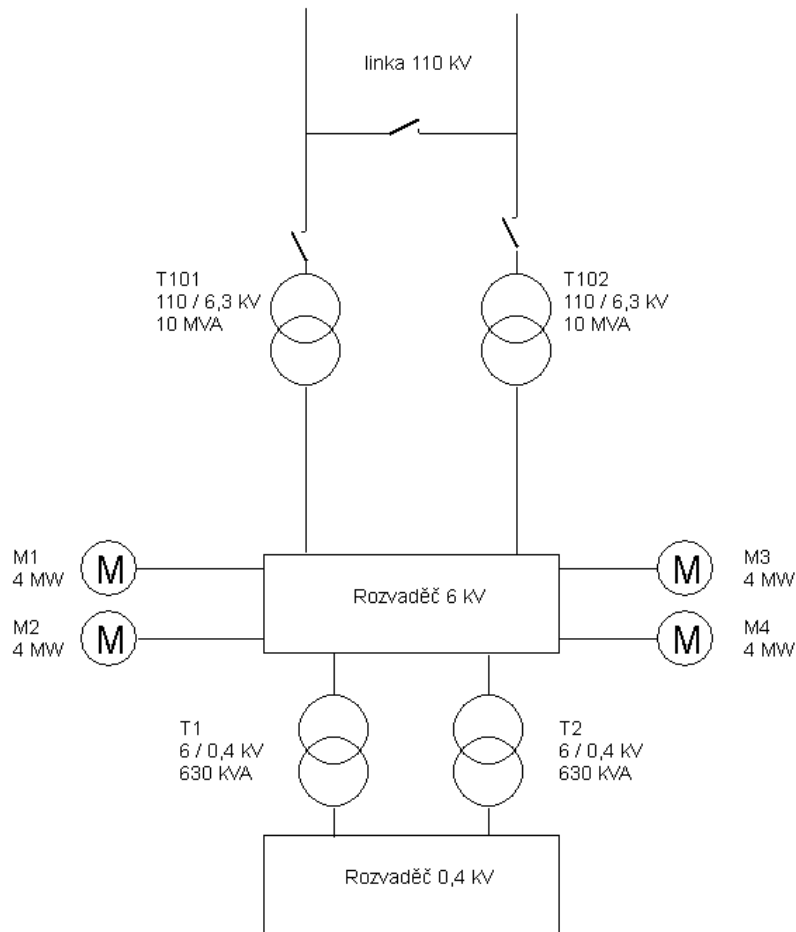 linka 110 kV
T101
110 / 6,3 kV
10 MVA
T102
110 / 6,3 kV
10 MVA
M1
4 MW
M
M
M3
4 MW
Rozvaděč 6 kV
M2
4 MW
M
M
M4
4 MW
T1
6 / 0,4 kV
630 kVA
T2
6 / 0,4 kV
630 kVA
Rozvaděč 0,4 kV